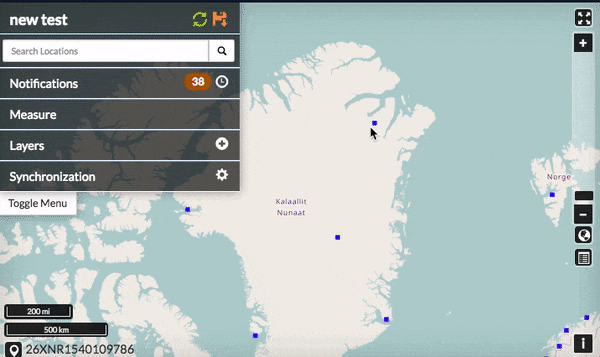 new test
Search Locations
Notifications 38
Measure
Layers
Synchronization
Toggle Menu
Kalaallit
Nunaat
Norge
200 mi
500 km
26XNR1540109786